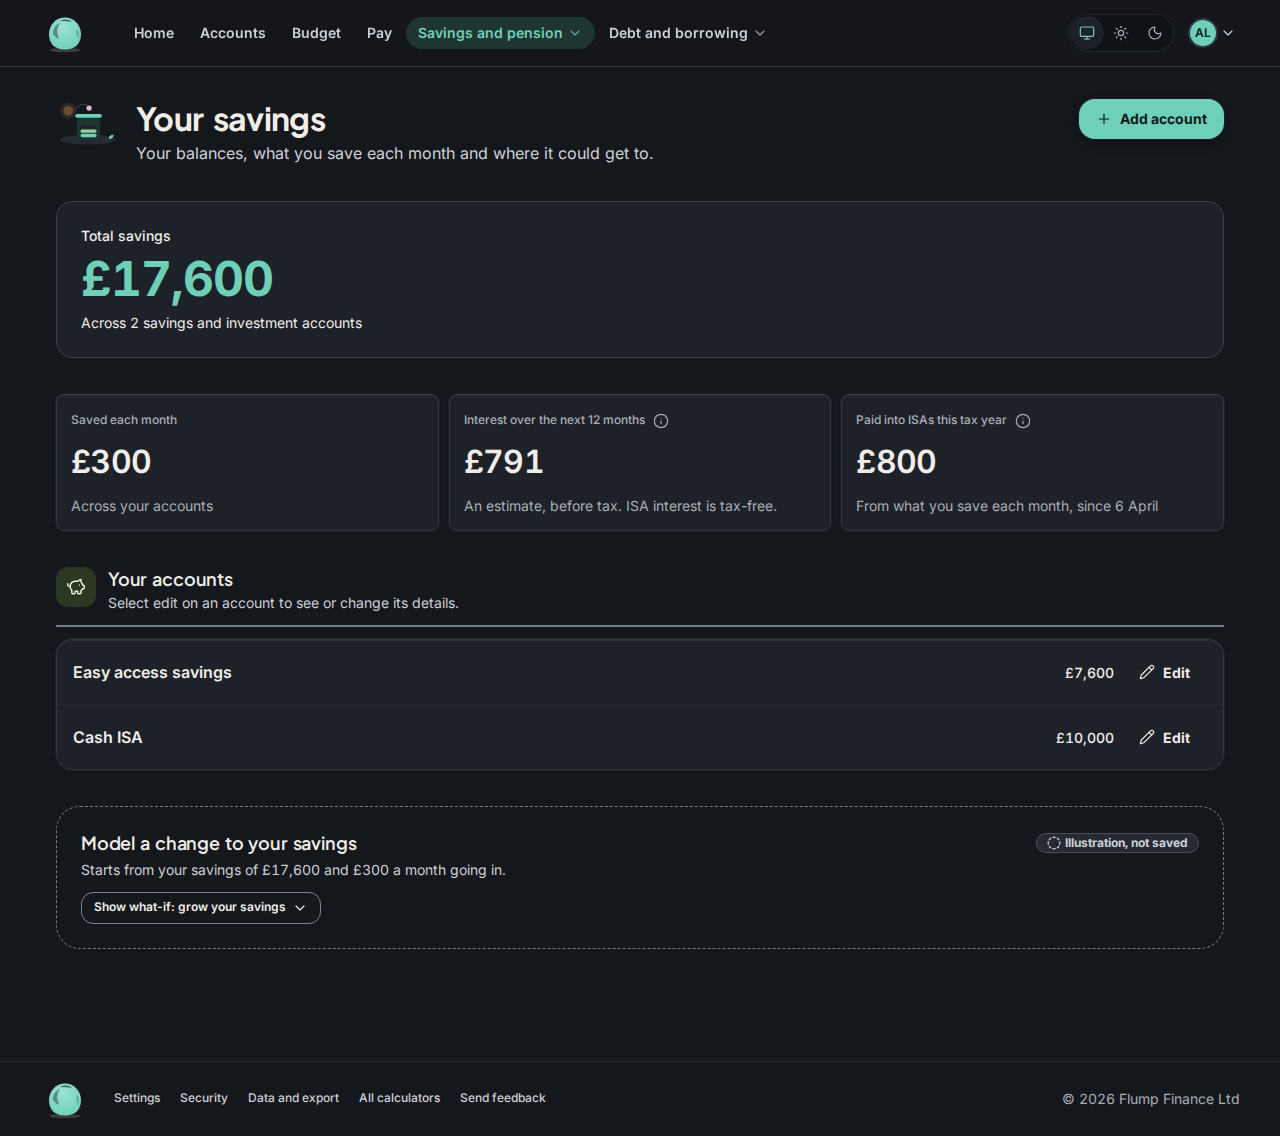 Home Accounts Budget Pay Savings and pension Debt and borrowing AL
Your savings
Your balances, what you save each month and where it could get to.
Add account
Total savings
£17,600
Across 2 savings and investment accounts
Saved each month
£300
Across your accounts
Interest over the next 12 months
£791
An estimate, before tax. ISA interest is tax-free.
Paid into ISAs this tax year
£800
From what you save each month, since 6 April
Your accounts
Select edit on an account to see or change its details.
Easy access savings £7,600 Edit
Cash ISA £10,000 Edit
Model a change to your savings
Illustration, not saved
Starts from your savings of £17,600 and £300 a month going in.
Show what-if: grow your savings
Settings Security Data and export All calculators Send feedback © 2026 Flump Finance Ltd